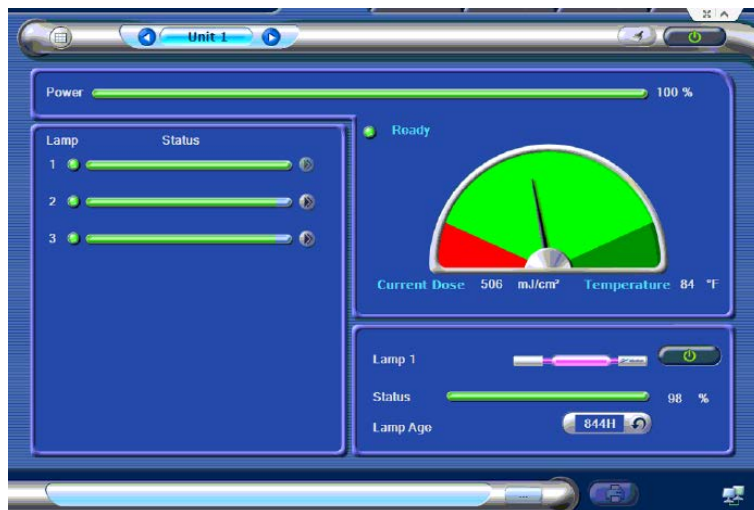 Unit 1
Power 100 %
Lamp Status
1
2
3
Ready
Current Dose 506 mJ/cm² Temperature 84 °F
Lamp 1
Status 98 %
Lamp Age 844H
...